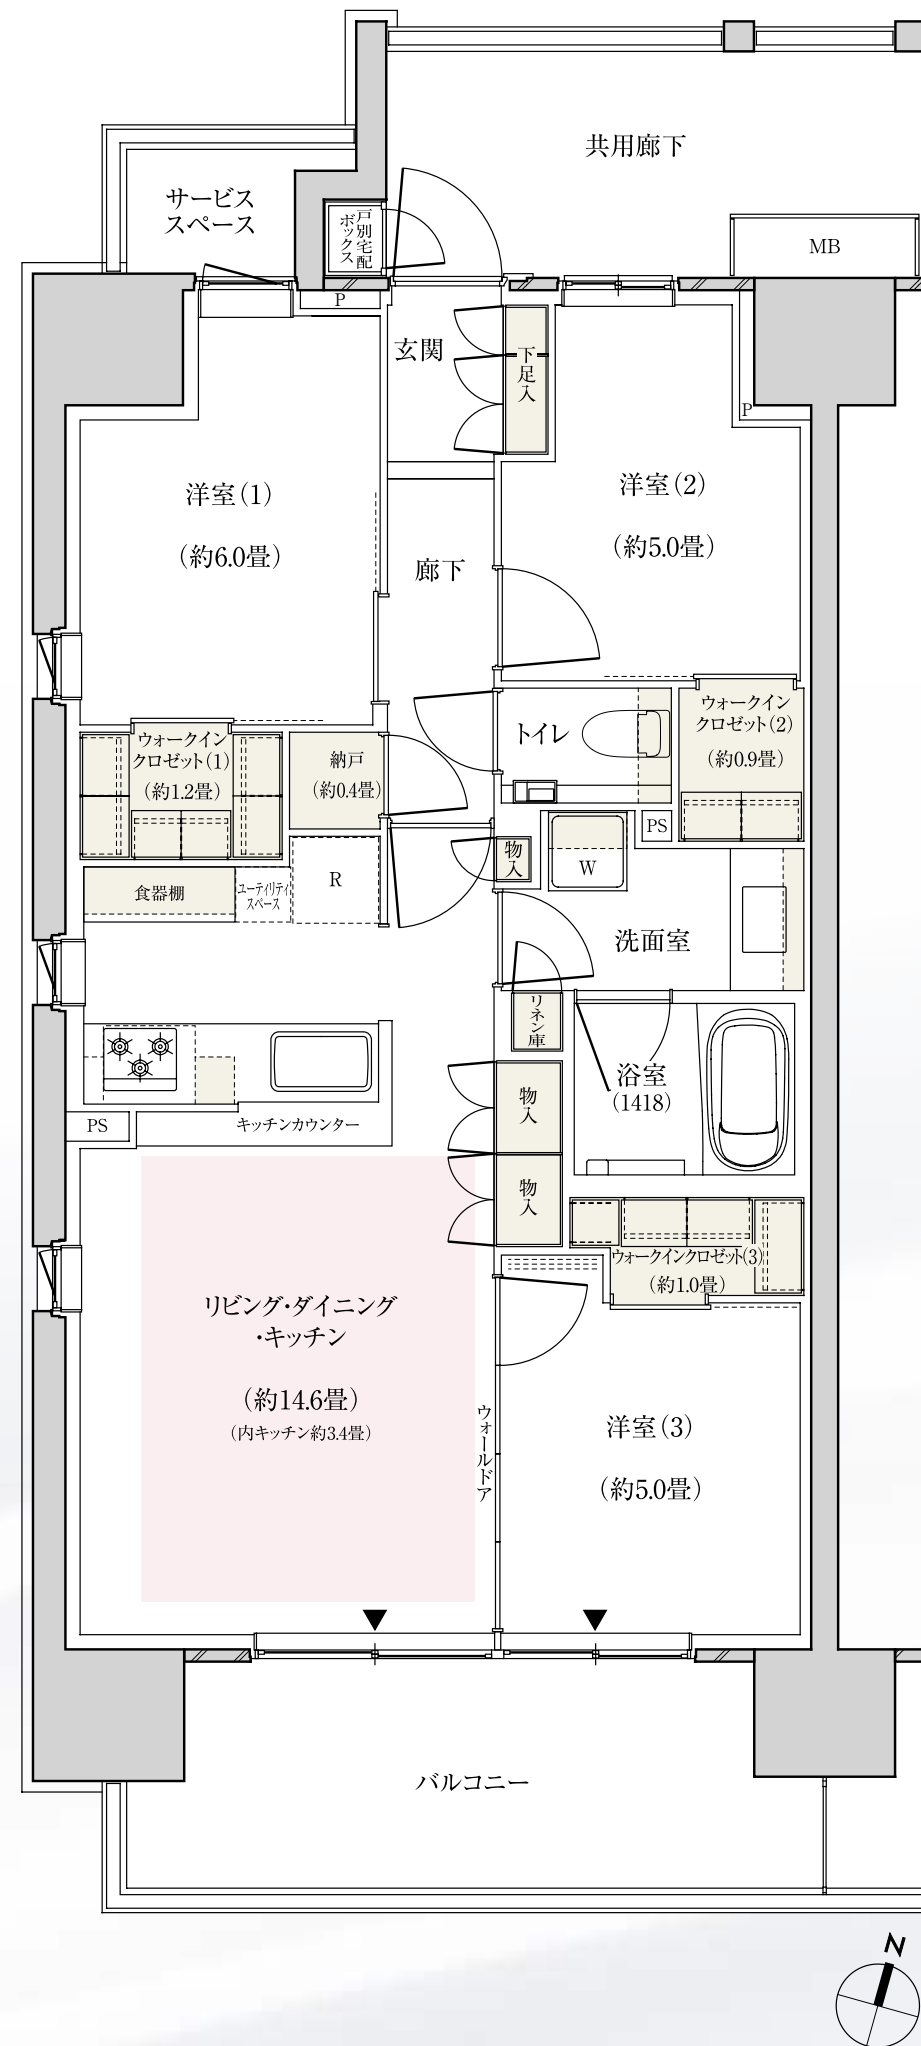 共用廊下
サービス
スペース
戸別宅配
ボックス
MB
P
玄関
下足入
P
洋室(1)
(約6.0畳)
洋室(2)
(約5.0畳)
廊下
トイレ
ウォークイン
クロゼット(2)
(約0.9畳)
ウォークイン
クロゼット(1)
(約1.2畳)
納戸
(約0.4畳)
PS
物入
W
R
食器棚
ユーティリティ
スペース
洗面室
リネン庫
浴室
(1418)
物入
PS
キッチンカウンター
物入
ウォークインクロゼット(3)
(約1.0畳)
リビング・ダイニング
・キッチン
(約14.6畳)
(内キッチン約3.4畳)
ウォールドア
洋室(3)
(約5.0畳)
バルコニー
N